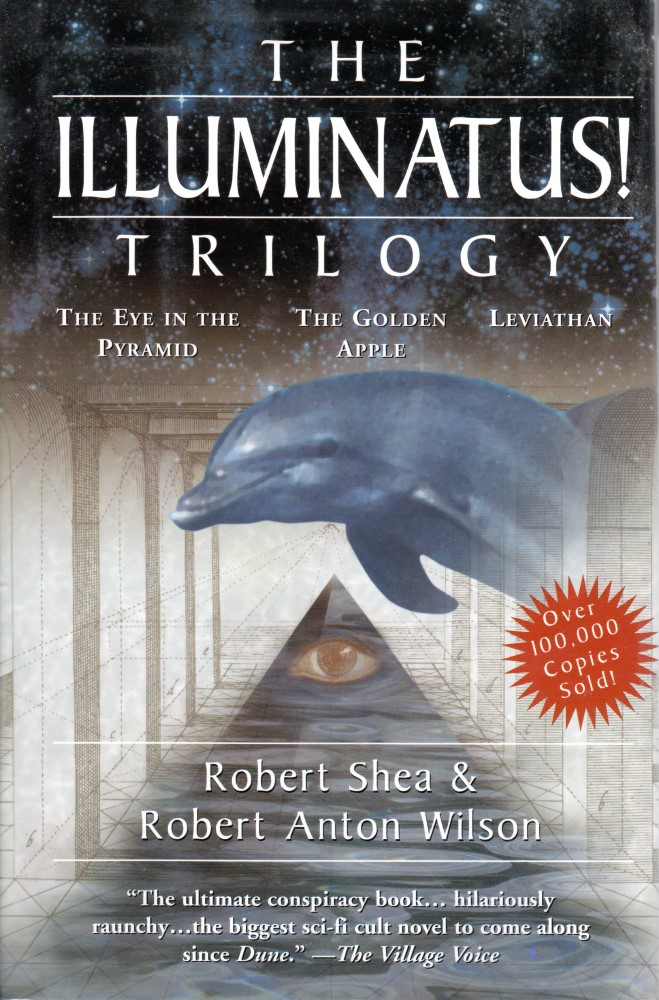 THE
ILLUMINATUS!
TRILOGY
THE EYE IN THE
PYRAMID
THE GOLDEN
APPLE
LEVIATHAN
Over
100,000
Copies
Sold!
Robert Shea &
Robert Anton Wilson
“The ultimate conspiracy book... hilariously
raunchy...the biggest sci-fi cult novel to come along
since Dune.” —The Village Voice